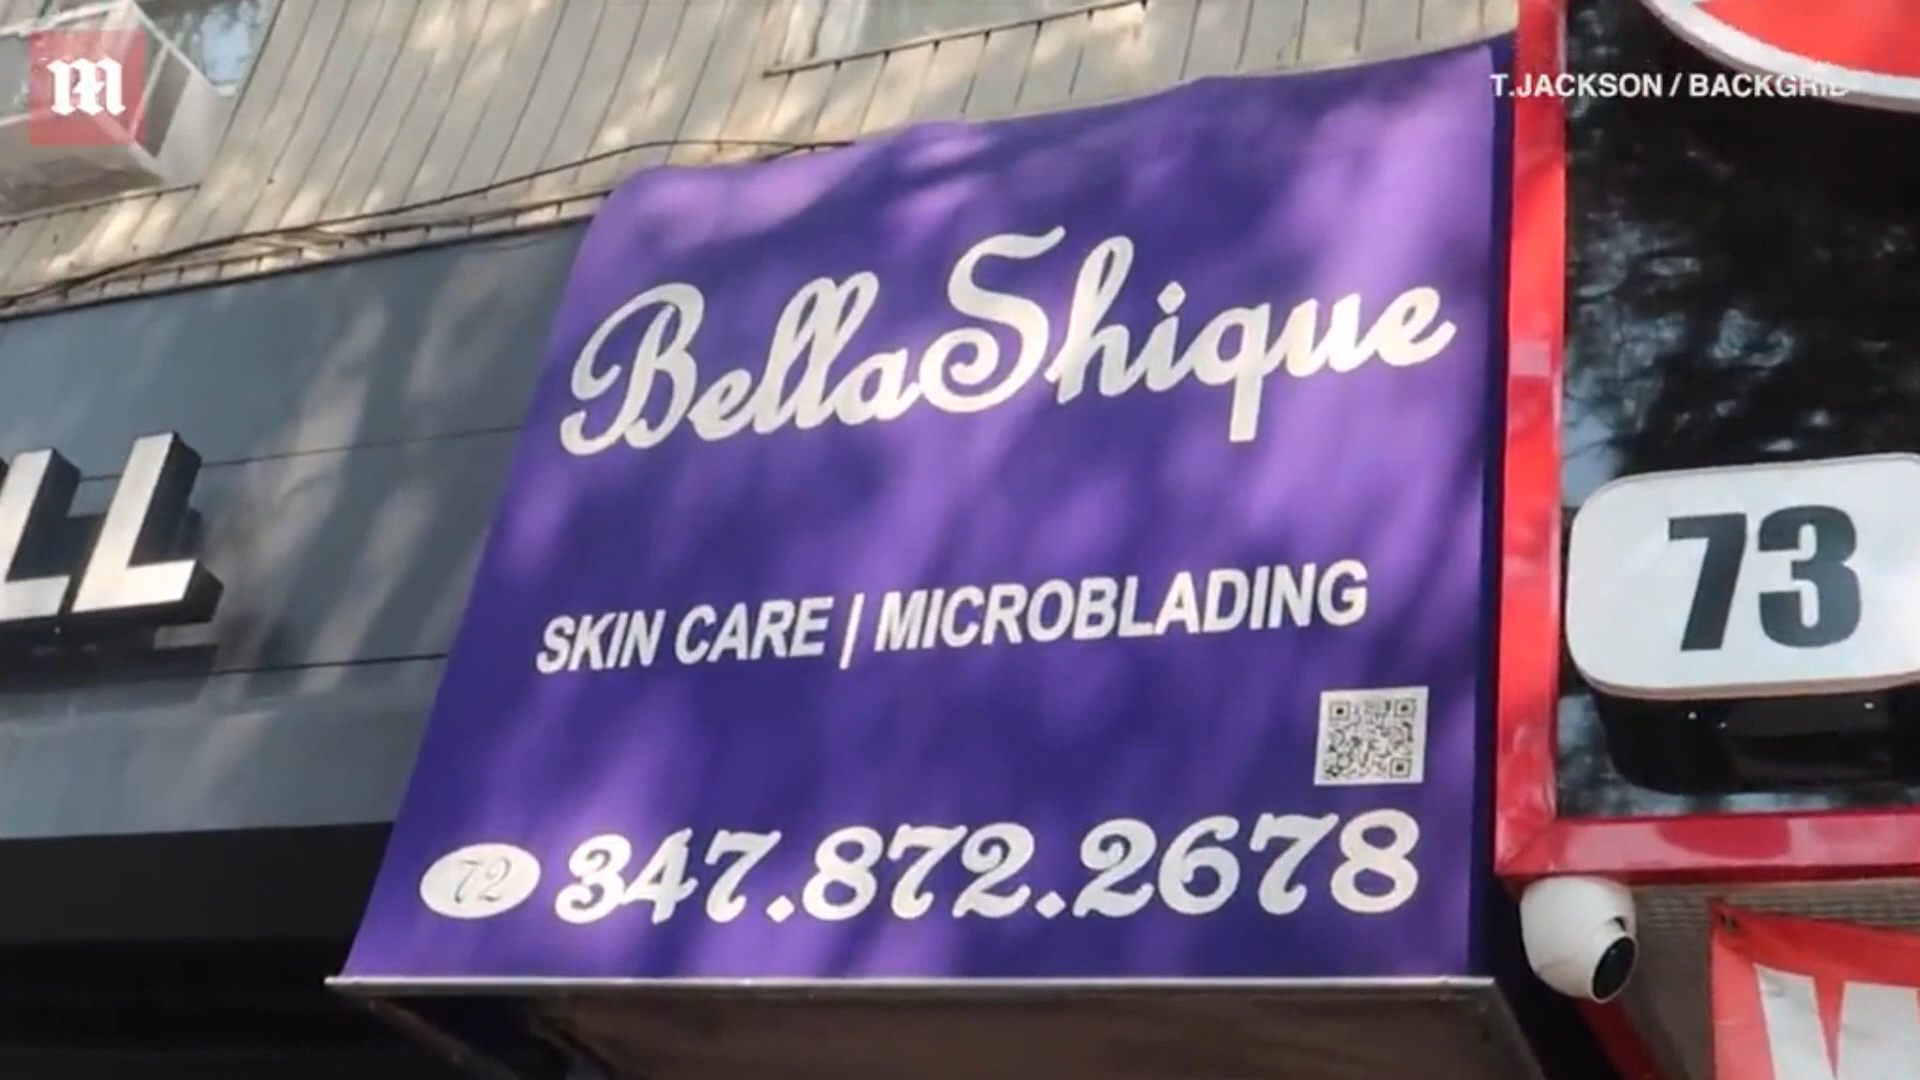 T.JACKSON / BACKGRID
BellaShique
SKIN CARE | MICROBLADING
72 347.872.2678
LL
73